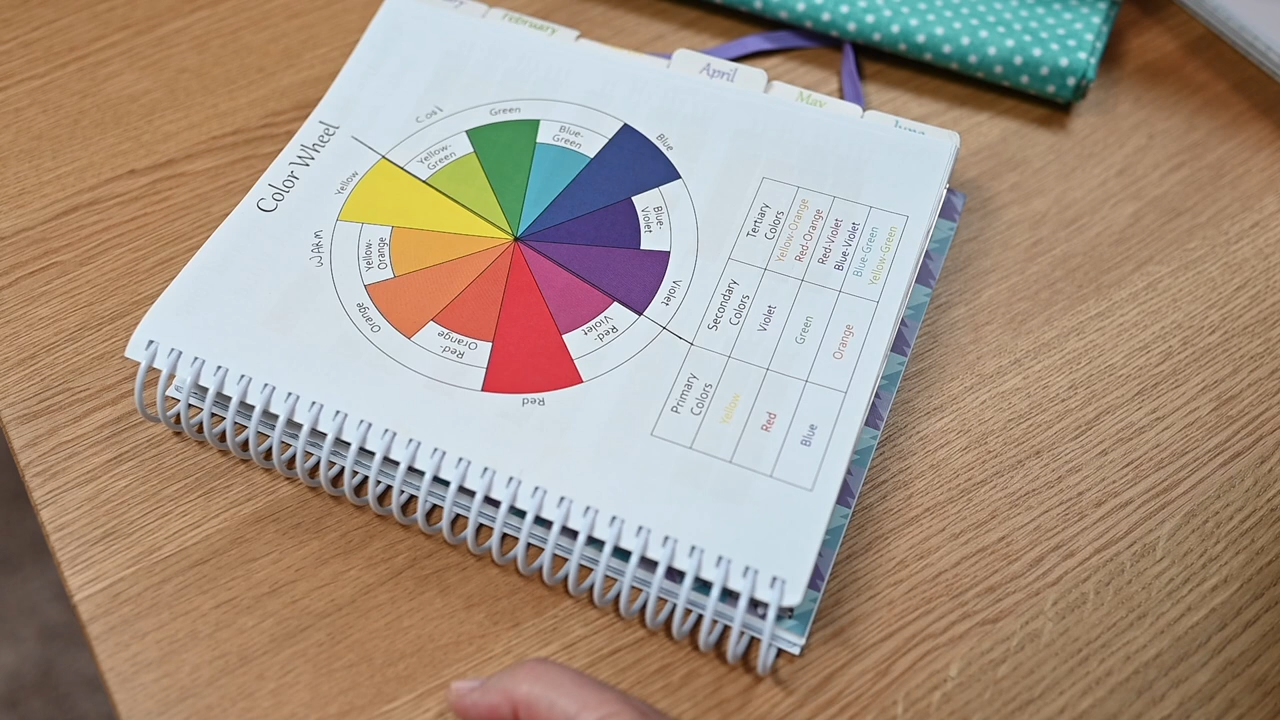 February
April
May
Color Wheel
Cool
WARM
Green
Blue-
Green
Blue
Blue-
Violet
Violet
Red-
Violet
Red
Red-
Orange
Orange
Yellow-
Orange
Yellow
Yellow-
Green
Primary
Colors
Secondary
Colors
Tertiary
Colors
Yellow
Violet
Yellow-Orange
Red-Orange
Red
Green
Red-Violet
Blue-Violet
Blue
Orange
Blue-Green
Yellow-Green